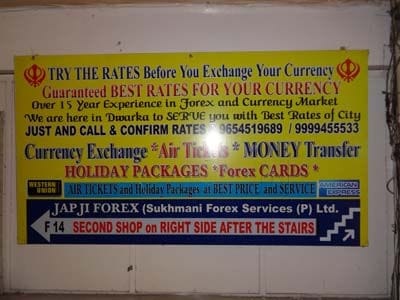 TRY THE RATES Before You Exchange Your Currency
Guaranteed BEST RATES FOR YOUR CURRENCY
Over 15 Year Experience in Forex and Currency Market
We are here in Dwarka to SERVE you with Best Rates of City
JUST AND CALL & CONFIRM RATES 9654519689 / 9999455533
Currency Exchange *Air Tickets * MONEY Transfer
HOLIDAY PACKAGES *Forex CARDS *
WESTERN UNION AIR TICKETS and Holiday Packages at BEST PRICE and SERVICE AMERICAN EXPRESS
JAPJI FOREX (Sukhmani Forex Services (P) Ltd.
F 14 SECOND SHOP on RIGHT SIDE AFTER THE STAIRS